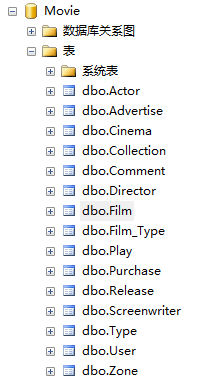 Movie
数据库关系图
表
系统表
dbo.Actor
dbo.Advertise
dbo.Cinema
dbo.Collection
dbo.Comment
dbo.Director
dbo.Film
dbo.Film_Type
dbo.Play
dbo.Purchase
dbo.Release
dbo.Screenwriter
dbo.Type
dbo.User
dbo.Zone